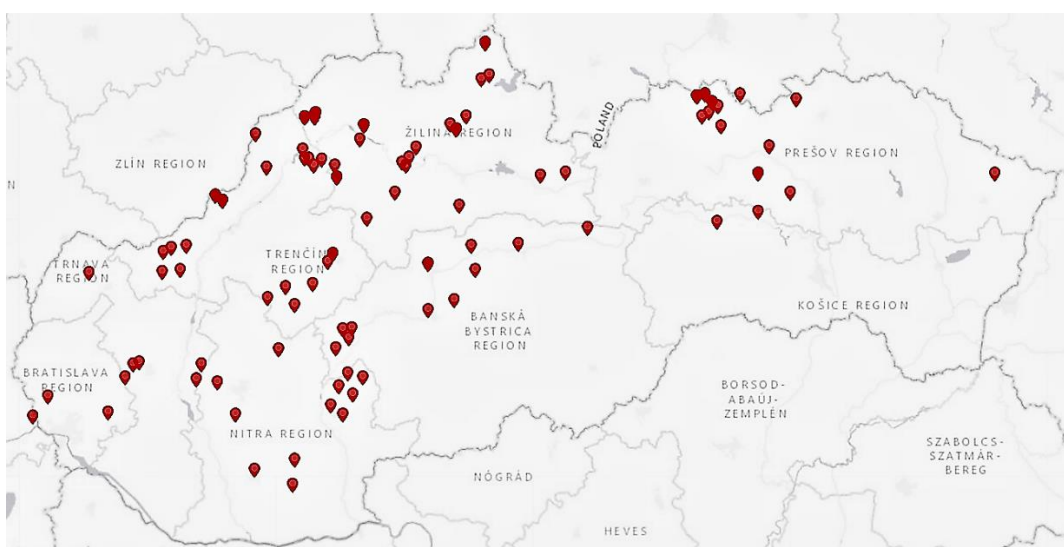 POLAND
ŽILINA REGION
ZLÍN REGION
PREŠOV REGION
N
TRENČÍN
REGION
TRNAVA
REGION
KOŠICE REGION
BANSKÁ
BYSTRICA
REGION
BRATISLAVA
REGION
BORSOD-
ABAÚJ-
ZEMPLÉN
NITRA REGION
SZABOLCS-
SZATMÁR-
BEREG
NÓGRÁD
HEVES